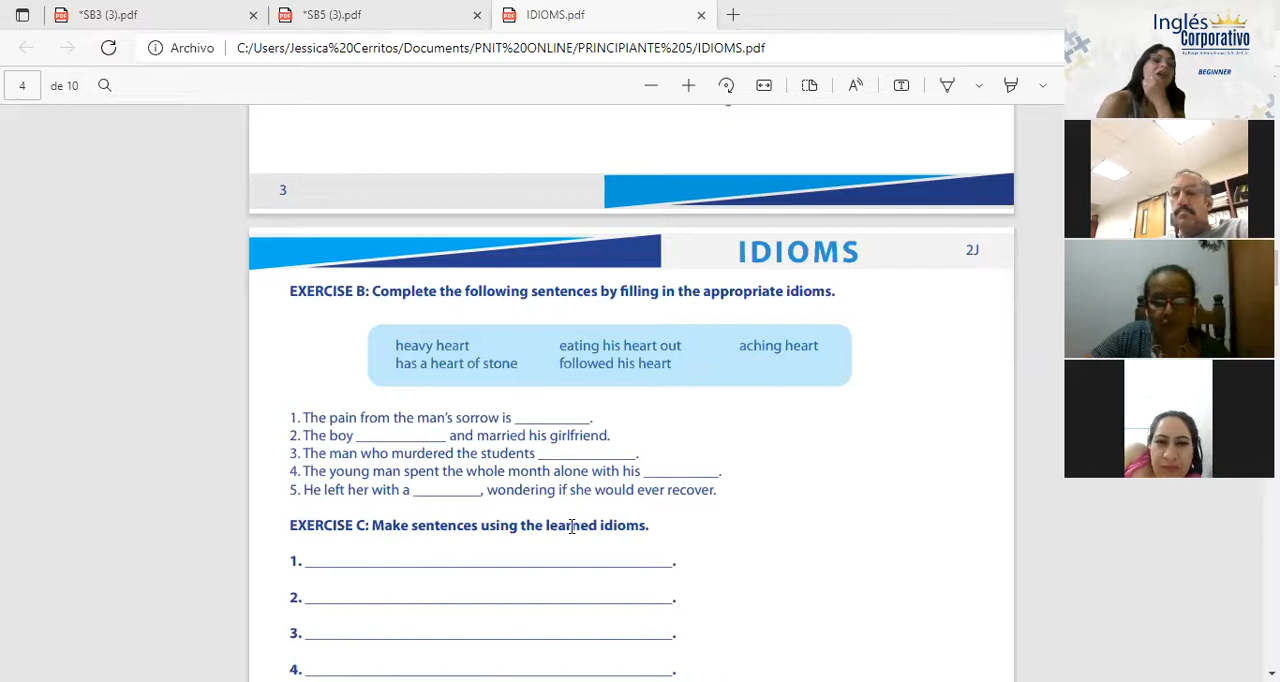 *SB3 (3).pdf
*SB5 (3).pdf
IDIOMS.pdf
Archivo
C:/Users/Jessica%20Cerritos/Documents/PNIT%20ONLINE/PRINCIPIANTE%205/IDIOMS.pdf
4
de 10
3
IDIOMS
2J
EXERCISE B: Complete the following sentences by filling in the appropriate idioms.
heavy heart eating his heart out aching heart
has a heart of stone followed his heart
1. The pain from the man's sorrow is __________.
2. The boy ____________ and married his girlfriend.
3. The man who murdered the students _____________.
4. The young man spent the whole month alone with his __________.
5. He left her with a _________, wondering if she would ever recover.
EXERCISE C: Make sentences using the learned idioms.
1. ____________________________________________.
2. ____________________________________________.
3. ____________________________________________.
4. ____________________________________________.
Inglés
Corporativo
BEGINNER